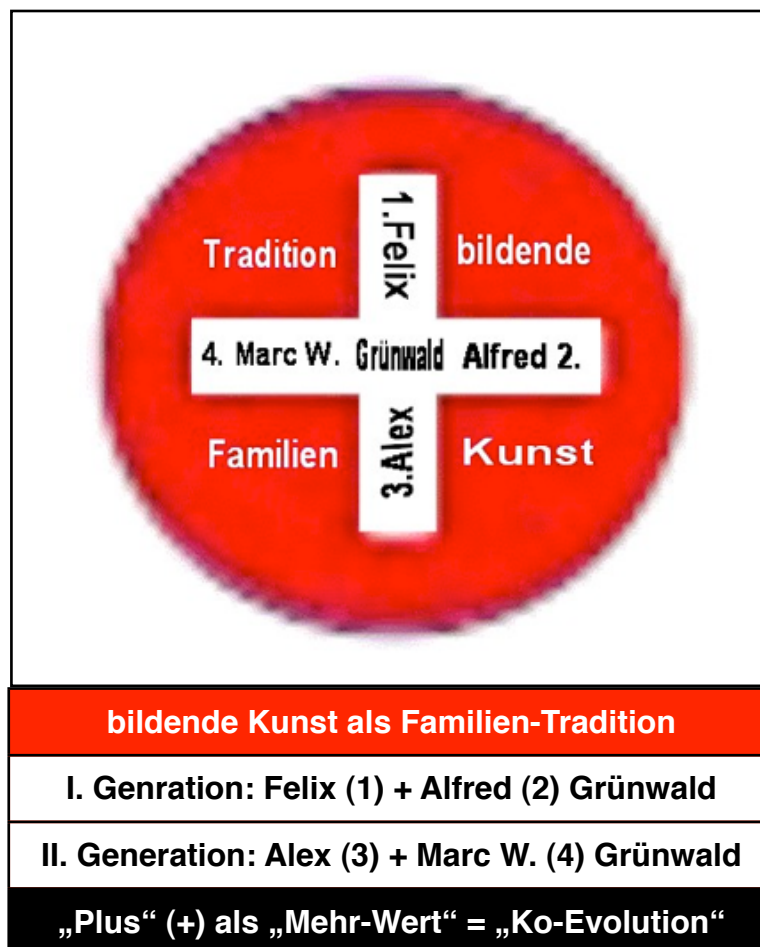 1.Felix
Tradition bildende
4. Marc W. Grünwald Alfred 2.
Familien Kunst
3.Alex
bildende Kunst als Familien-Tradition
I. Genration: Felix (1) + Alfred (2) Grünwald
II. Generation: Alex (3) + Marc W. (4) Grünwald
„Plus“ (+) als „Mehr-Wert“ = „Ko-Evolution“